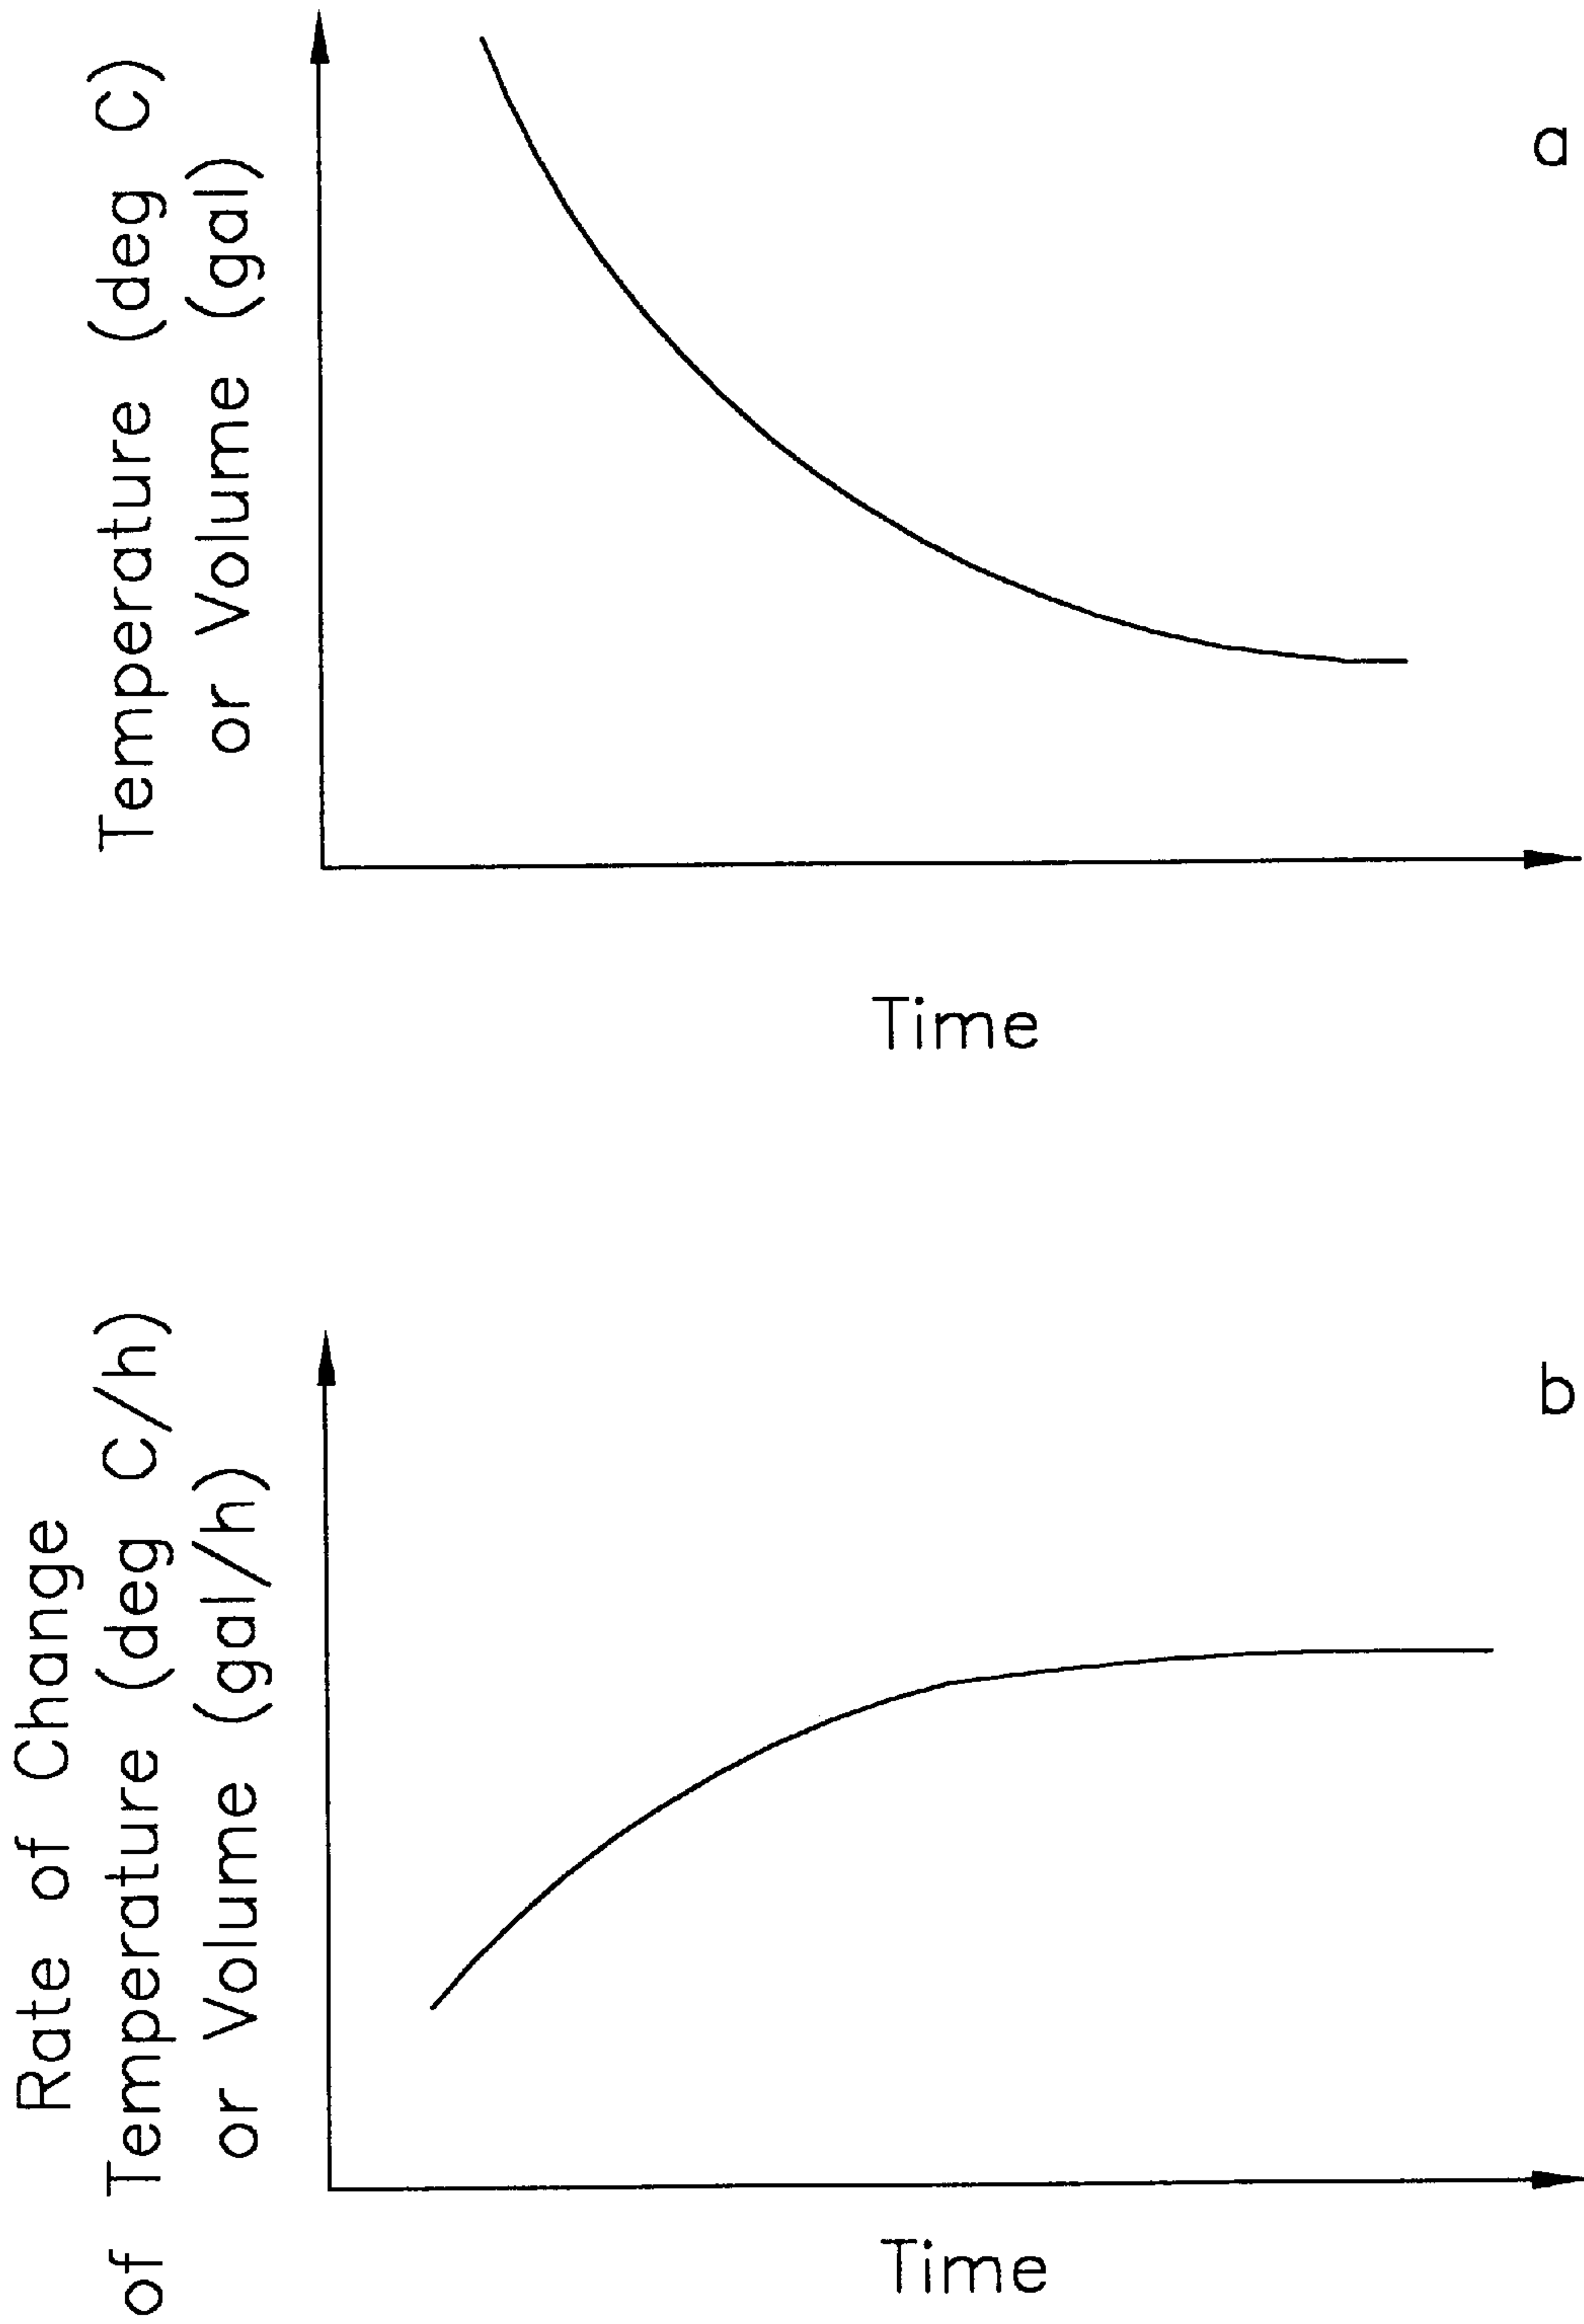 Temperature (deg C)
or Volume (gal)
a
Time
Rate of Change
of Temperature (deg C/h)
or Volume (gal/h)
b
Time